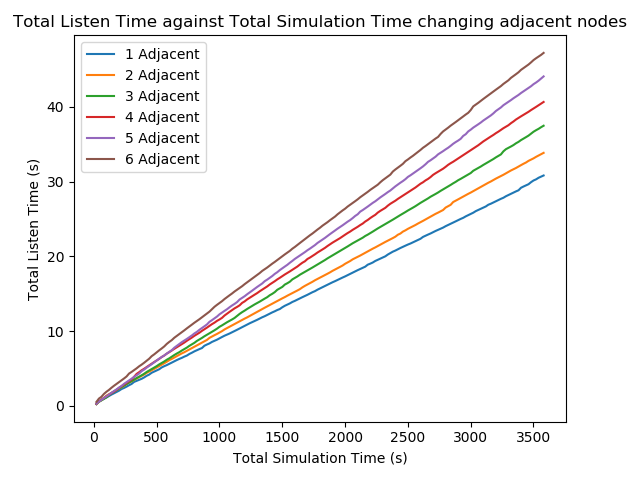 Total Listen Time against Total Simulation Time changing adjacent nodes
1 Adjacent
2 Adjacent
3 Adjacent
4 Adjacent
5 Adjacent
6 Adjacent
Total Listen Time (s)
40
30
20
10
0
0 500 1000 1500 2000 2500 3000 3500
Total Simulation Time (s)